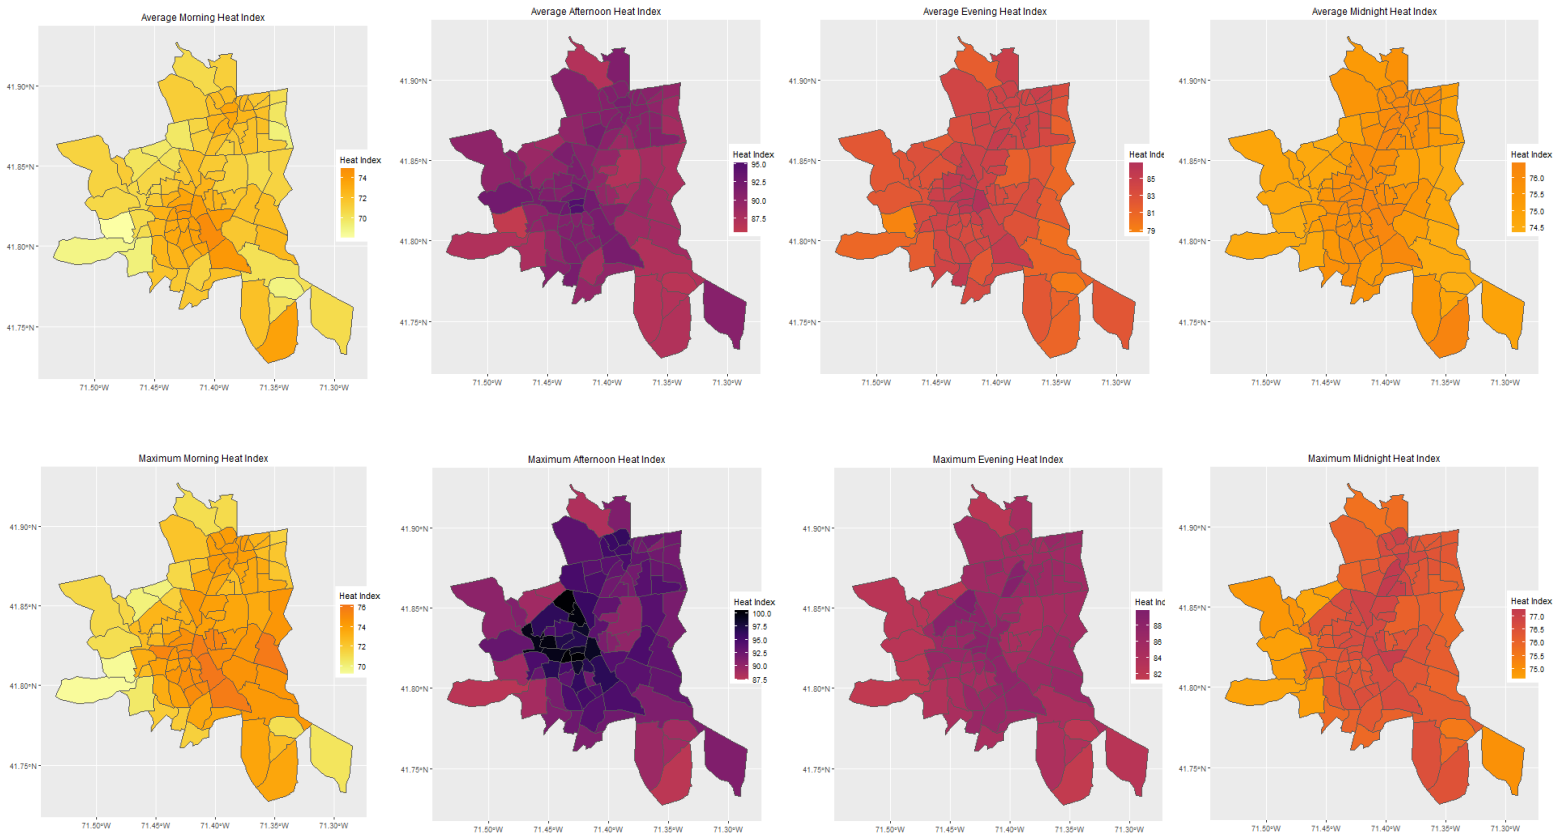 Average Morning Heat Index
41.90°N
41.85°N
41.80°N
41.75°N
71.50°W
71.45°W
71.40°W
71.35°W
71.30°W
Heat Index
74
72
70
Average Afternoon Heat Index
41.90°N
41.85°N
41.80°N
41.75°N
71.50°W
71.45°W
71.40°W
71.35°W
71.30°W
Heat Index
95.0
92.5
90.0
87.5
Average Evening Heat Index
41.90°N
41.85°N
41.80°N
41.75°N
71.50°W
71.45°W
71.40°W
71.35°W
71.30°W
Heat Inde
85
83
81
79
Average Midnight Heat Index
41.90°N
41.85°N
41.80°N
41.75°N
71.50°W
71.45°W
71.40°W
71.35°W
71.30°W
Heat Index
76.0
75.5
75.0
74.5
Maximum Morning Heat Index
41.90°N
41.85°N
41.80°N
41.75°N
71.50°W
71.45°W
71.40°W
71.35°W
71.30°W
Heat Index
76
74
72
70
Maximum Afternoon Heat Index
41.90°N
41.85°N
41.80°N
41.75°N
71.50°W
71.45°W
71.40°W
71.35°W
71.30°W
Heat Index
100.0
97.5
95.0
92.5
90.0
87.5
Maximum Evening Heat Index
41.90°N
41.85°N
41.80°N
41.75°N
71.50°W
71.45°W
71.40°W
71.35°W
71.30°W
Heat Inc
88
86
84
82
Maximum Midnight Heat Index
41.90°N
41.85°N
41.80°N
41.75°N
71.50°W
71.45°W
71.40°W
71.35°W
71.30°W
Heat Index
77.0
76.5
76.0
75.5
75.0